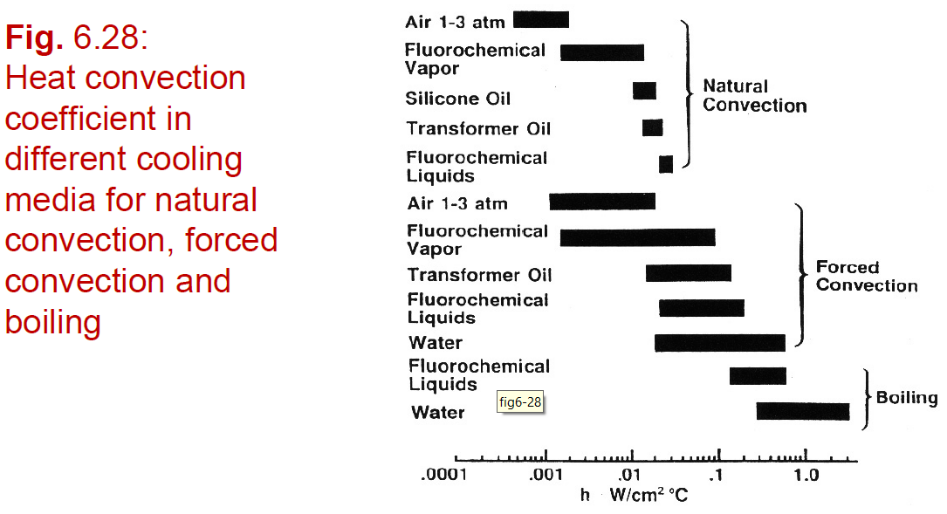 Fig. 6.28:
Heat convection
coefficient in
different cooling
media for natural
convection, forced
convection and
boiling
Air 1-3 atm
Fluorochemical
Vapor
Silicone Oil
Transformer Oil
Fluorochemical
Liquids
Natural
Convection
Air 1-3 atm
Fluorochemical
Vapor
Transformer Oil
Fluorochemical
Liquids
Water
Forced
Convection
Fluorochemical
Liquids
Water
Boiling
fig6-28
.0001 .001 .01 .1 1.0
h W/cm² °C